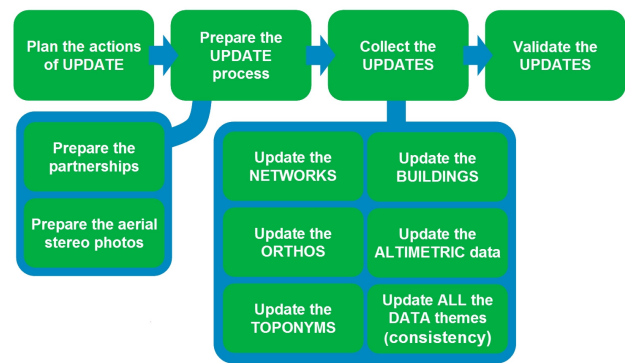 Plan the actions
of UPDATE
Prepare the
UPDATE
process
Collect the
UPDATES
Validate the
UPDATES
Prepare the
partnerships
Prepare the aerial
stereo photos
Update the
NETWORKS
Update the
BUILDINGS
Update the
ORTHOS
Update the
ALTIMETRIC data
Update the
TOPONYMS
Update ALL the
DATA themes
(consistency)